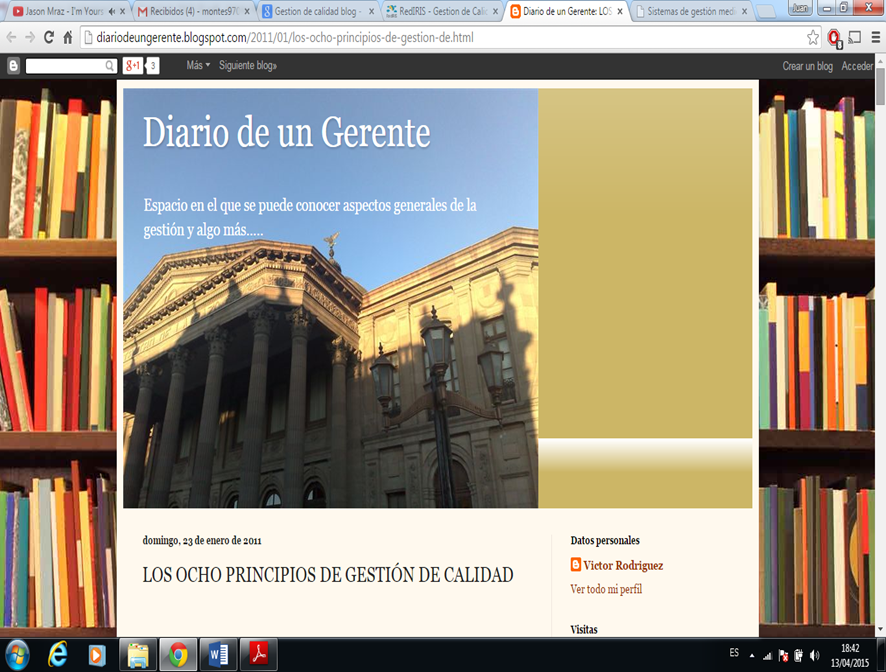 Jason Mraz - I'm Yours
Recibidos (4) - montes970
Gestion de calidad blog -
RedIRIS - Gestion de Calid
Diario de un Gerente: LOS
Sistemas de gestión med
Juan
diariodeungerente.blogspot.com/2011/01/los-ocho-principios-de-gestion-de.html
g+1 3
Más Siguiente blog»
Crear un blog Acceder
Diario de un Gerente
Espacio en el que se puede conocer aspectos generales de la
gestión y algo más.....
domingo, 23 de enero de 2011
LOS OCHO PRINCIPIOS DE GESTIÓN DE CALIDAD
Datos personales
Victor Rodriguez
Ver todo mi perfil
Visitas
ES
18:42
13/04/2015